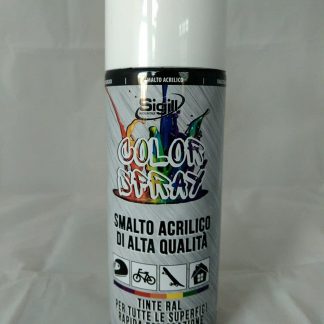 SMALTO ACRILICO
Sigill
COLOR
SPRAY
SMALTO ACRILICO
DI ALTA QUALITÀ
TINTE RAL
PER TUTTE LE SUPERFICI